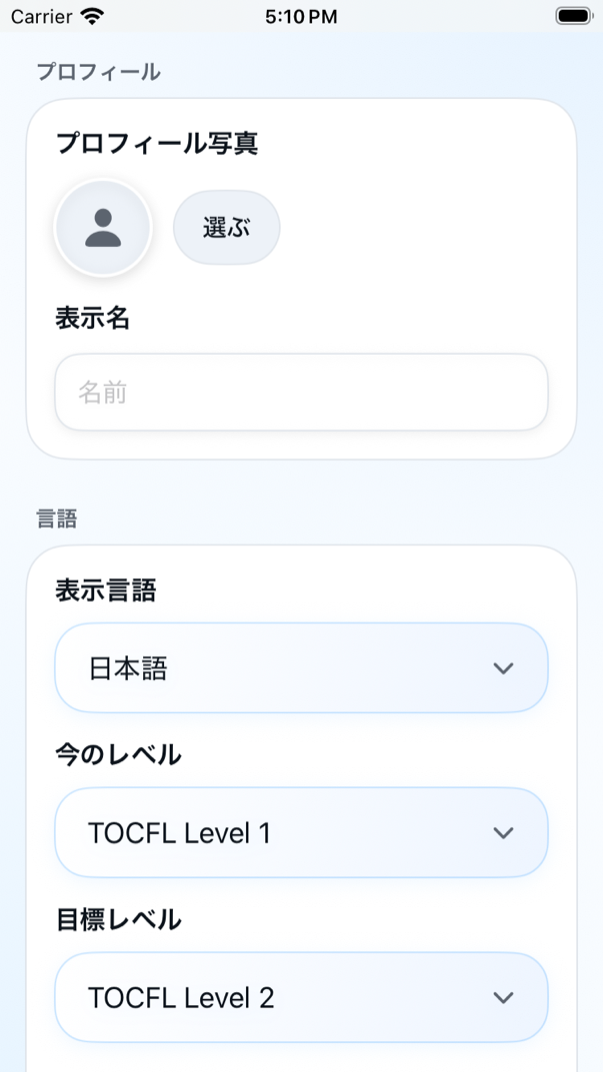 Carrier 5:10 PM
プロフィール
プロフィール写真
選ぶ
表示名
名前
言語
表示言語
日本語
今のレベル
TOCFL Level 1
目標レベル
TOCFL Level 2